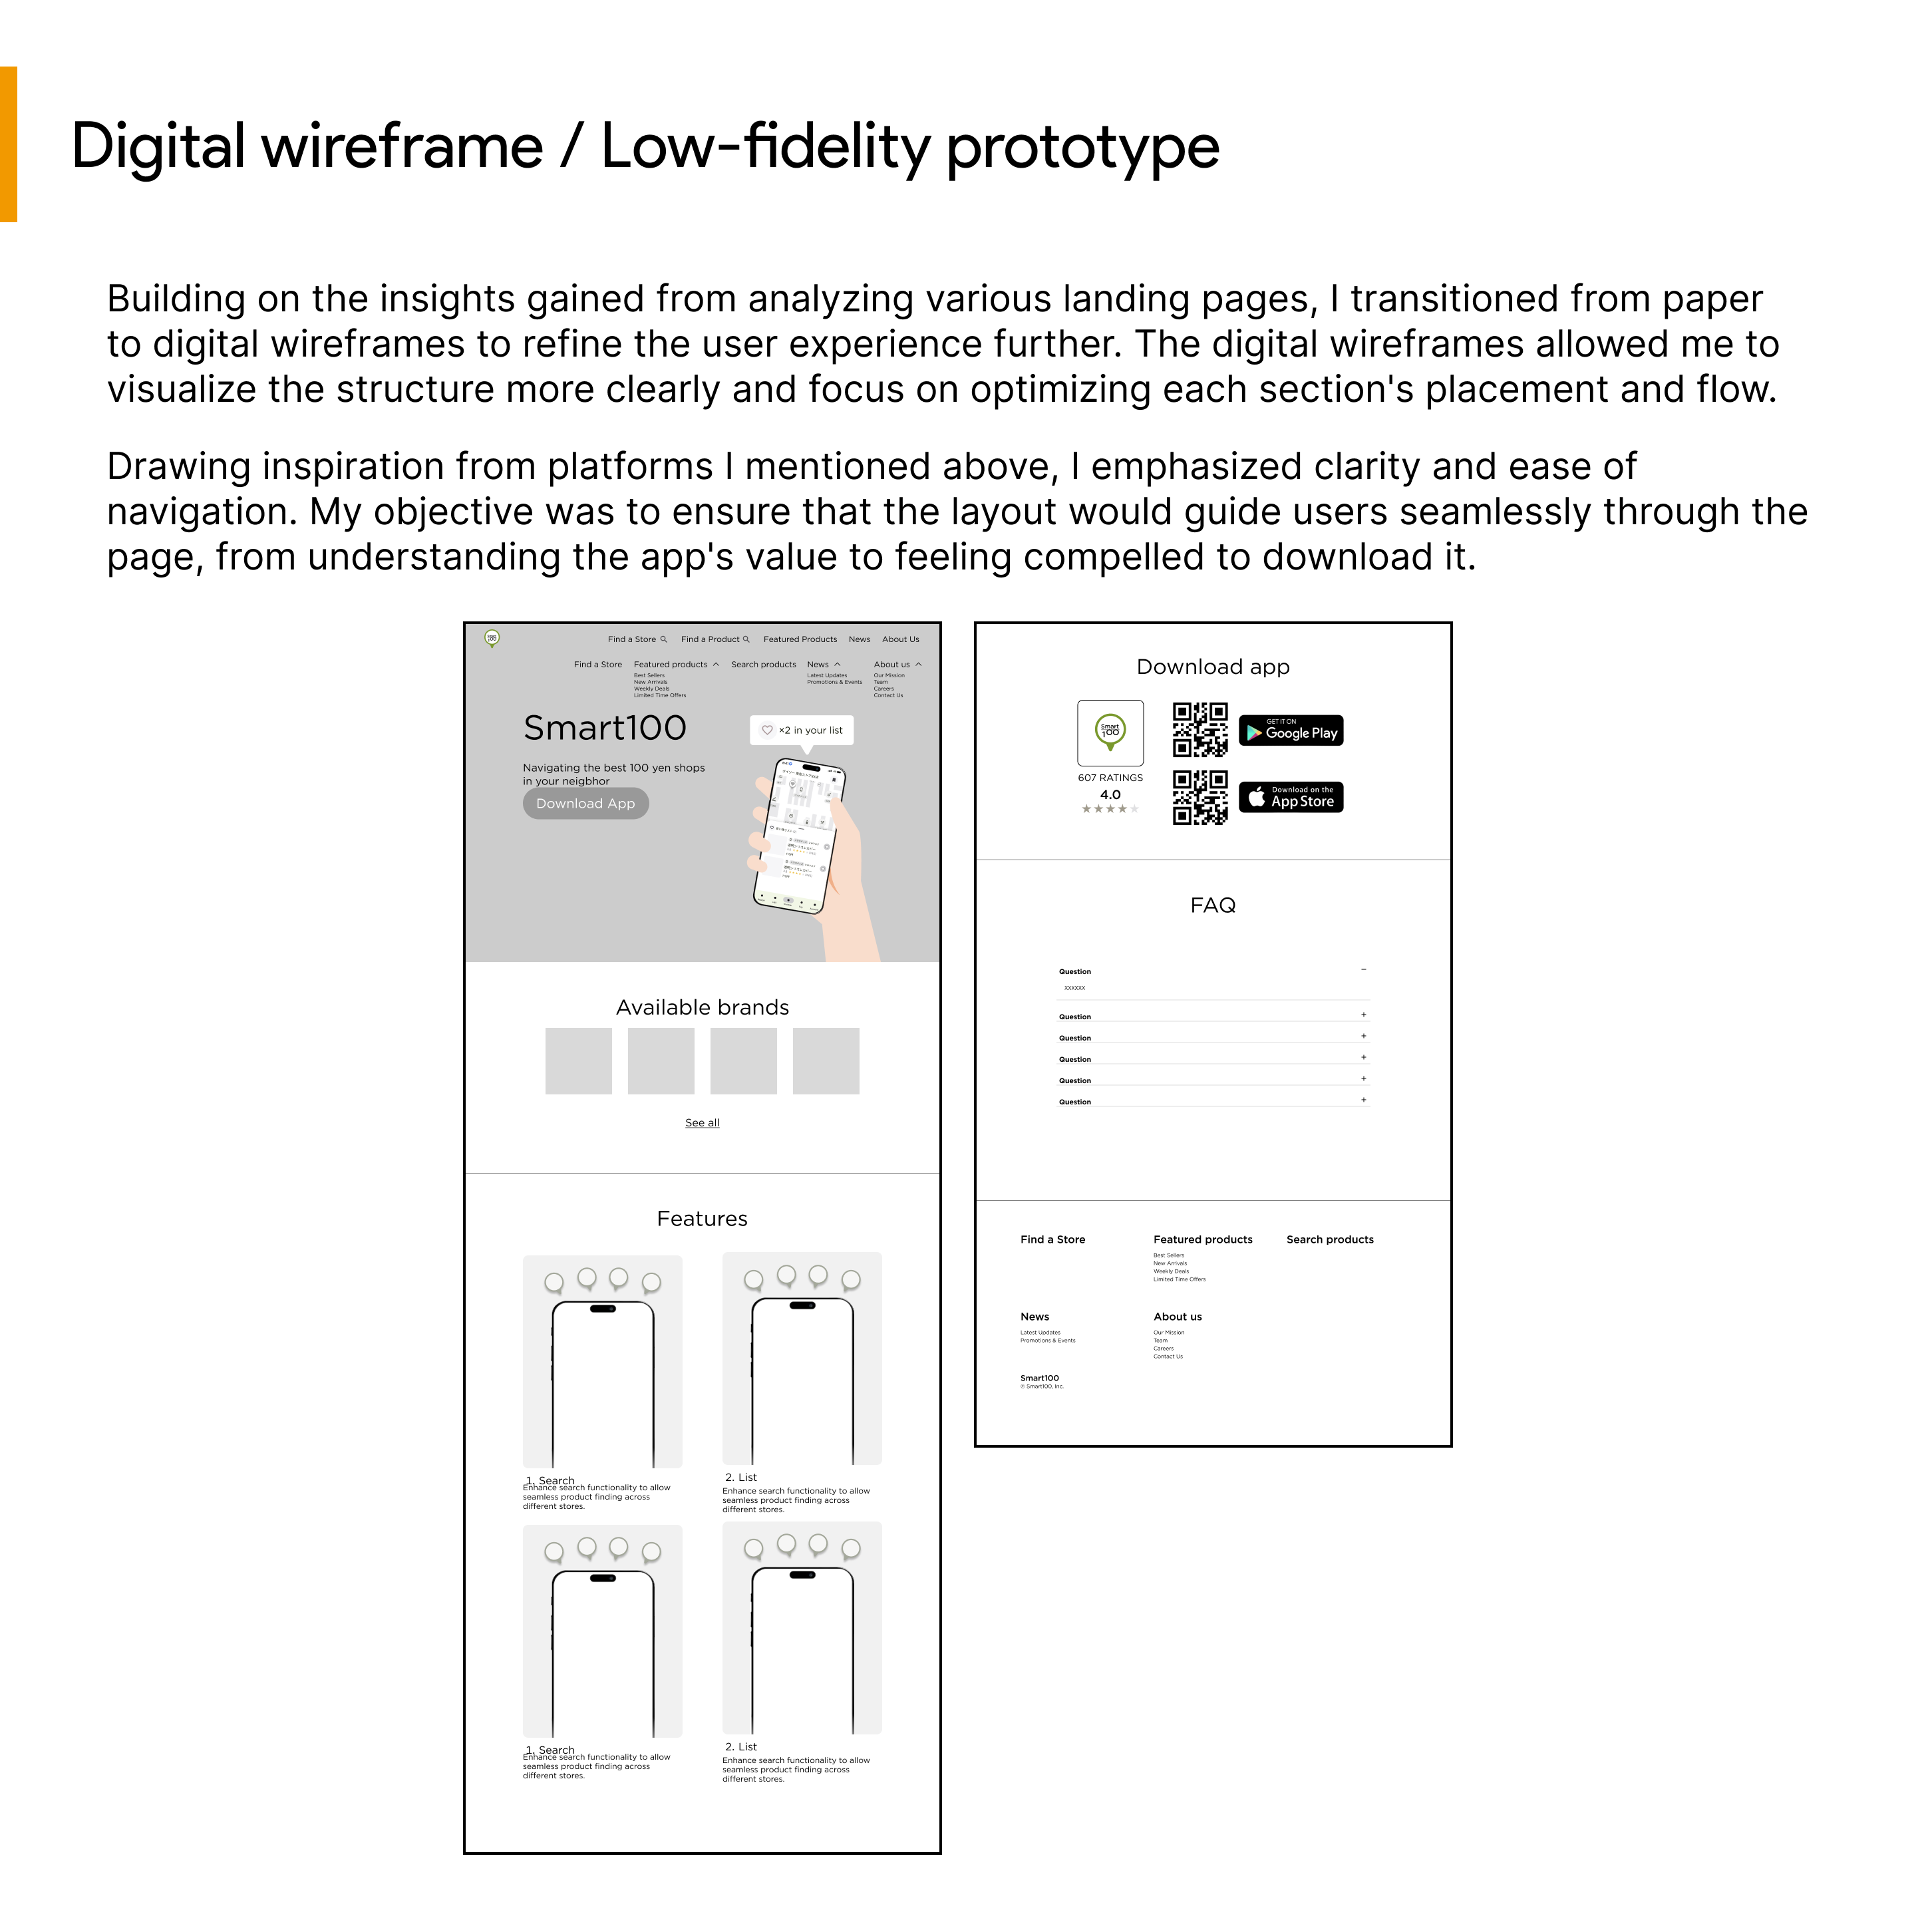 Digital wireframe / Low-fidelity prototype
Building on the insights gained from analyzing various landing pages, I transitioned from paper
to digital wireframes to refine the user experience further. The digital wireframes allowed me to
visualize the structure more clearly and focus on optimizing each section's placement and flow.
Drawing inspiration from platforms I mentioned above, I emphasized clarity and ease of
navigation. My objective was to ensure that the layout would guide users seamlessly through the
page, from understanding the app's value to feeling compelled to download it.
Find a Store Find a Product Featured Products News About Us
Find a Store Featured products Search products News About us
Best Sellers Latest Updates Our Mission
New Arrivals Promotions & Events Team
Weekly Deals Careers
Limited Time Offers Contact Us
Smart100
×2 in your list
Navigating the best 100 yen shops
in your neigbhor
Download App
Available brands
See all
Features
1. Search
Enhance search functionality to allow
seamless product finding across
different stores.
2. List
Enhance search functionality to allow
seamless product finding across
different stores.
1. Search
Enhance search functionality to allow
seamless product finding across
different stores.
2. List
Enhance search functionality to allow
seamless product finding across
different stores.
Download app
Smart
100
607 RATINGS
4.0
GET IT ON
Google Play
Download on the
App Store
FAQ
Question −
xxxxxx
Question +
Question +
Question +
Question +
Question +
Find a Store
Featured products
Best Sellers
New Arrivals
Weekly Deals
Limited Time Offers
Search products
News
Latest Updates
Promotions & Events
About us
Our Mission
Team
Careers
Contact Us
Smart100
© Smart100, Inc.